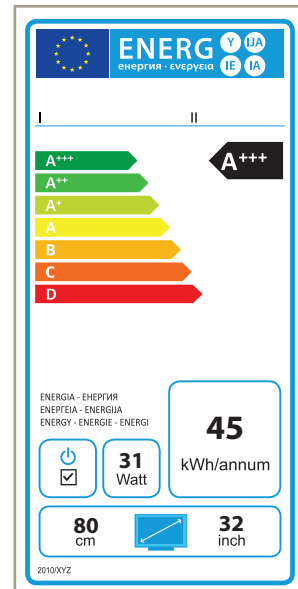 ENERG Y IJA
енергия · ενεργεια IE IA
I II
A+++ A+++
A++
A+
A
B
C
D
ENERGIA - ЕНЕРГИЯ
ΕΝΕΡΓΕΙΑ - ENERGIJA
ENERGY - ENERGIE - ENERGI
45
kWh/annum
31
Watt
80
cm
32
inch
2010/XYZ